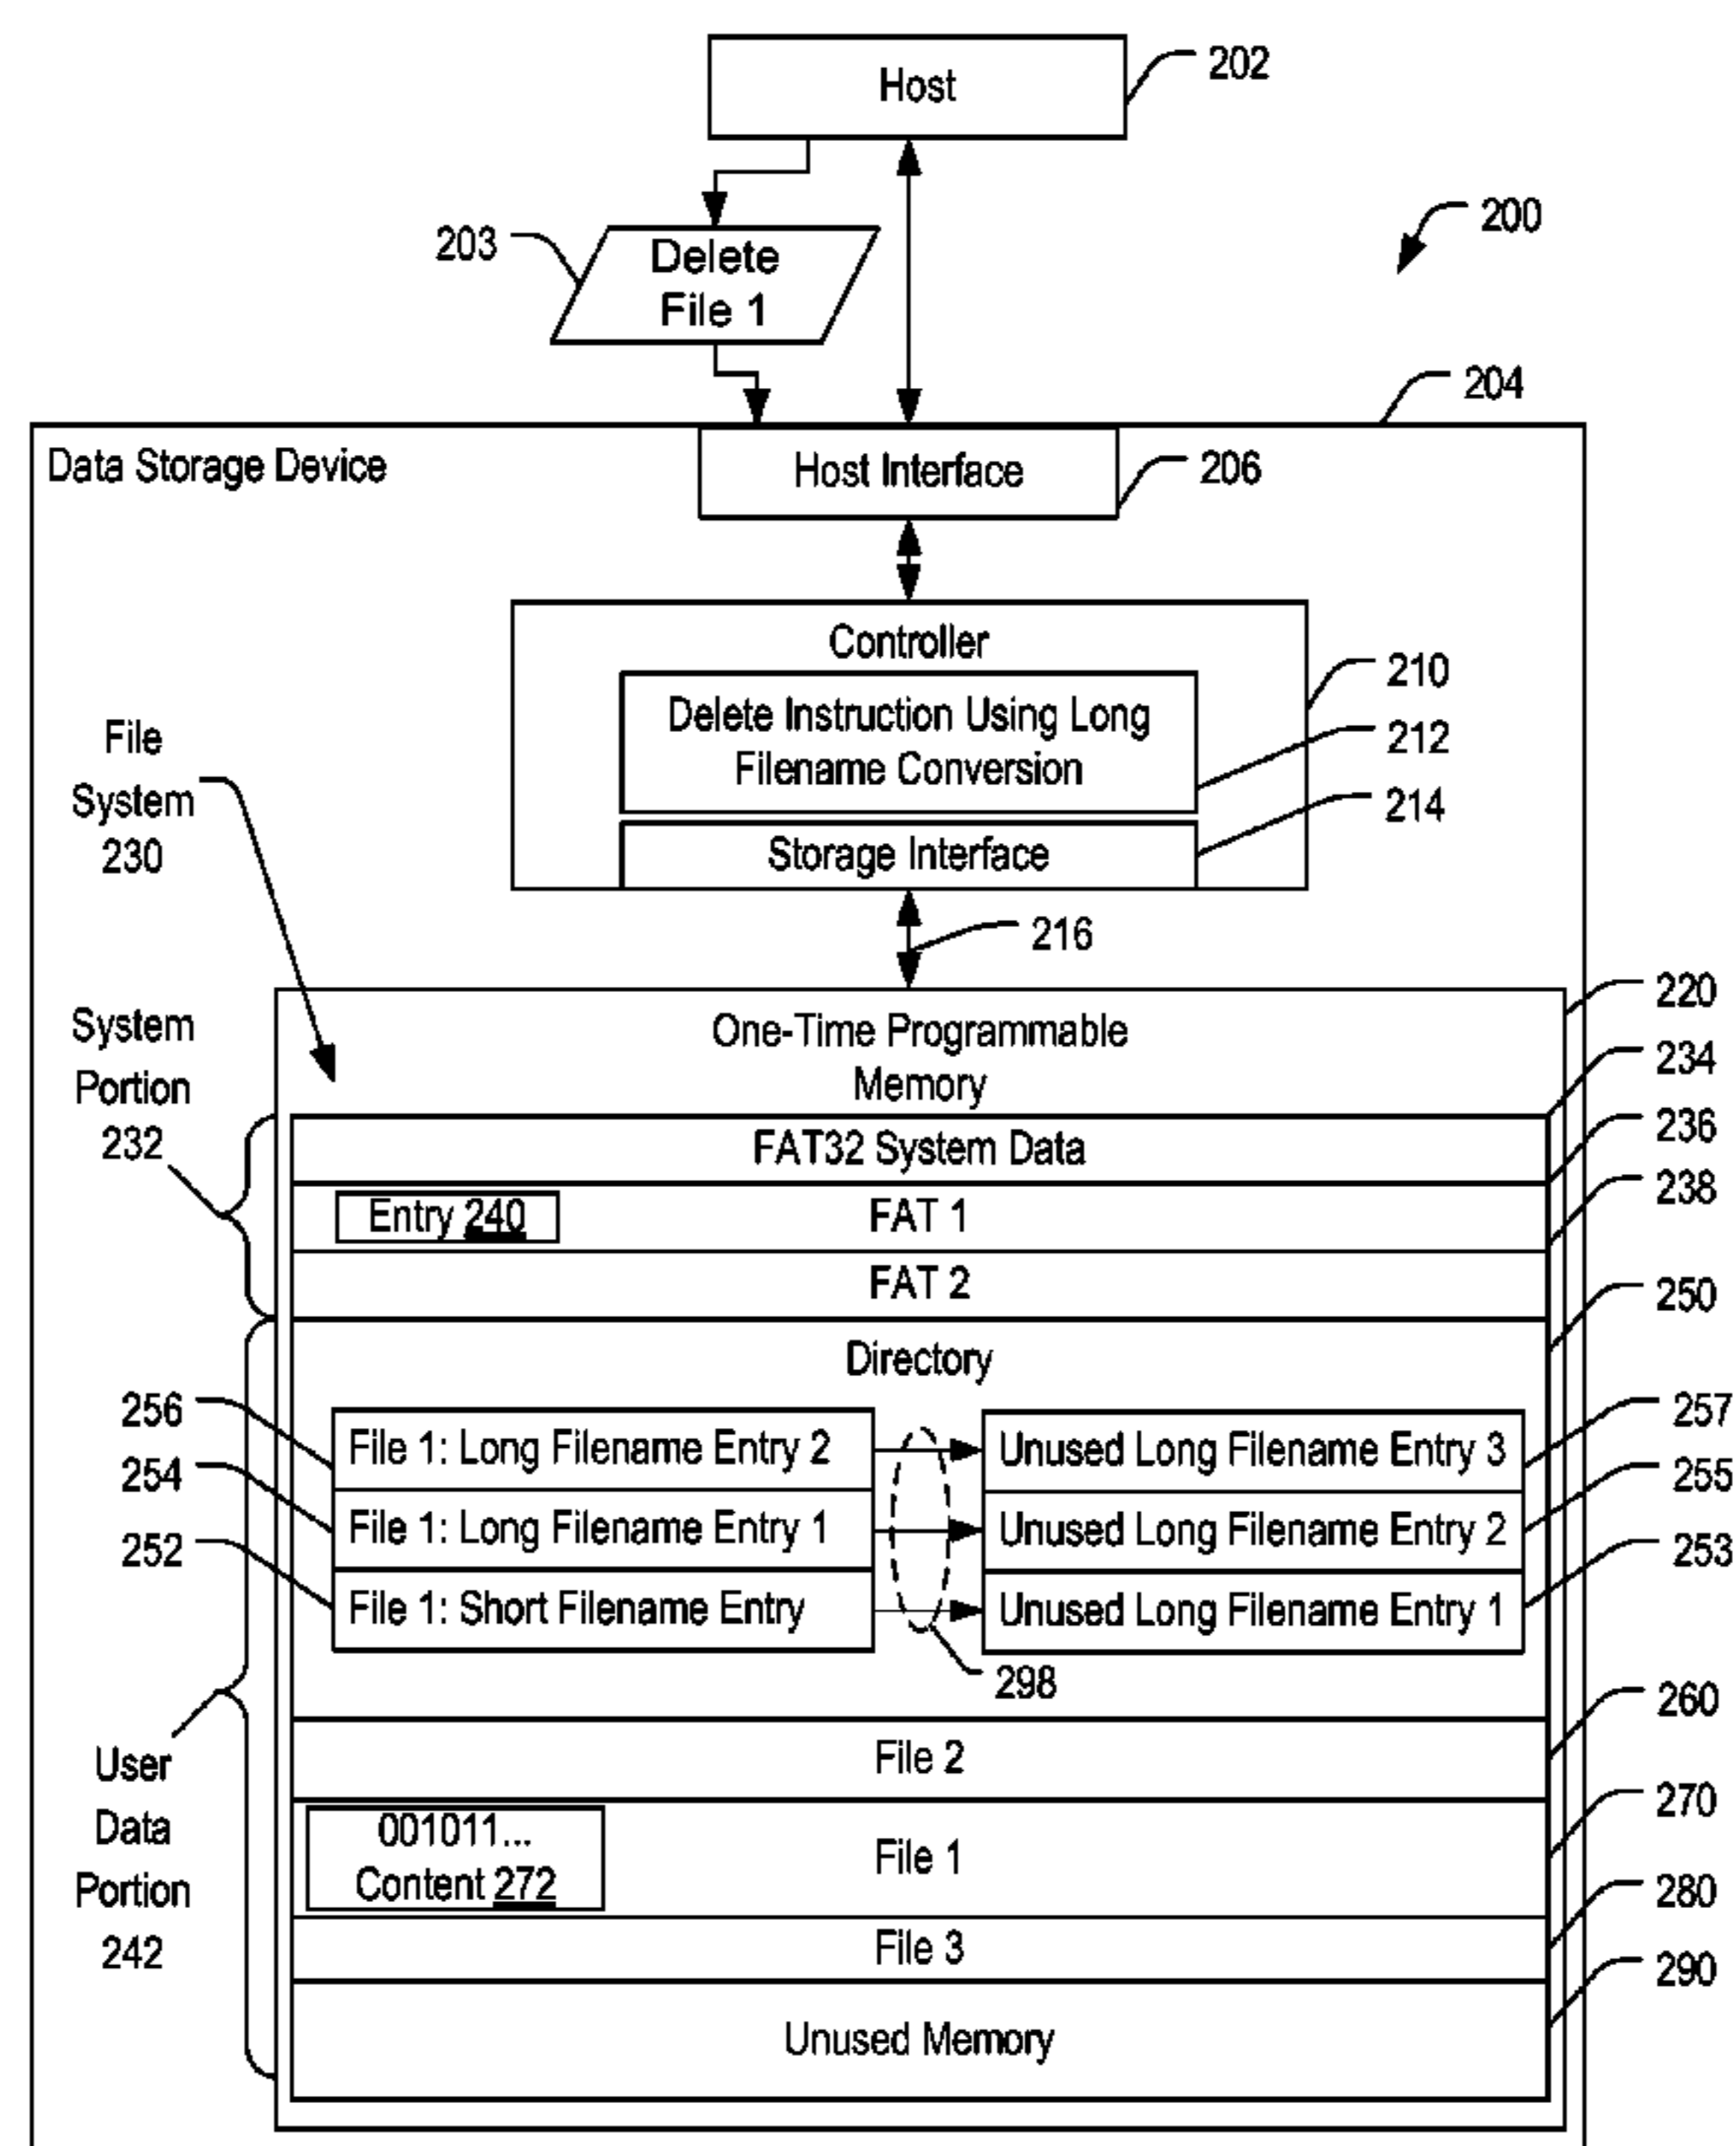 Host
202
200
203
Delete
File 1
204
Data Storage Device
Host Interface
206
Controller
210
Delete Instruction Using Long
Filename Conversion
212
File
System
230
214
Storage Interface
216
220
System
Portion
232
One-Time Programmable
Memory
234
236
FAT32 System Data
238
Entry 240
FAT 1
FAT 2
250
Directory
256
File 1: Long Filename Entry 2
Unused Long Filename Entry 3
257
254
File 1: Long Filename Entry 1
Unused Long Filename Entry 2
255
252
File 1: Short Filename Entry
Unused Long Filename Entry 1
253
298
260
File 2
User
Data
Portion
242
270
001011...
Content 272
File 1
280
File 3
290
Unused Memory